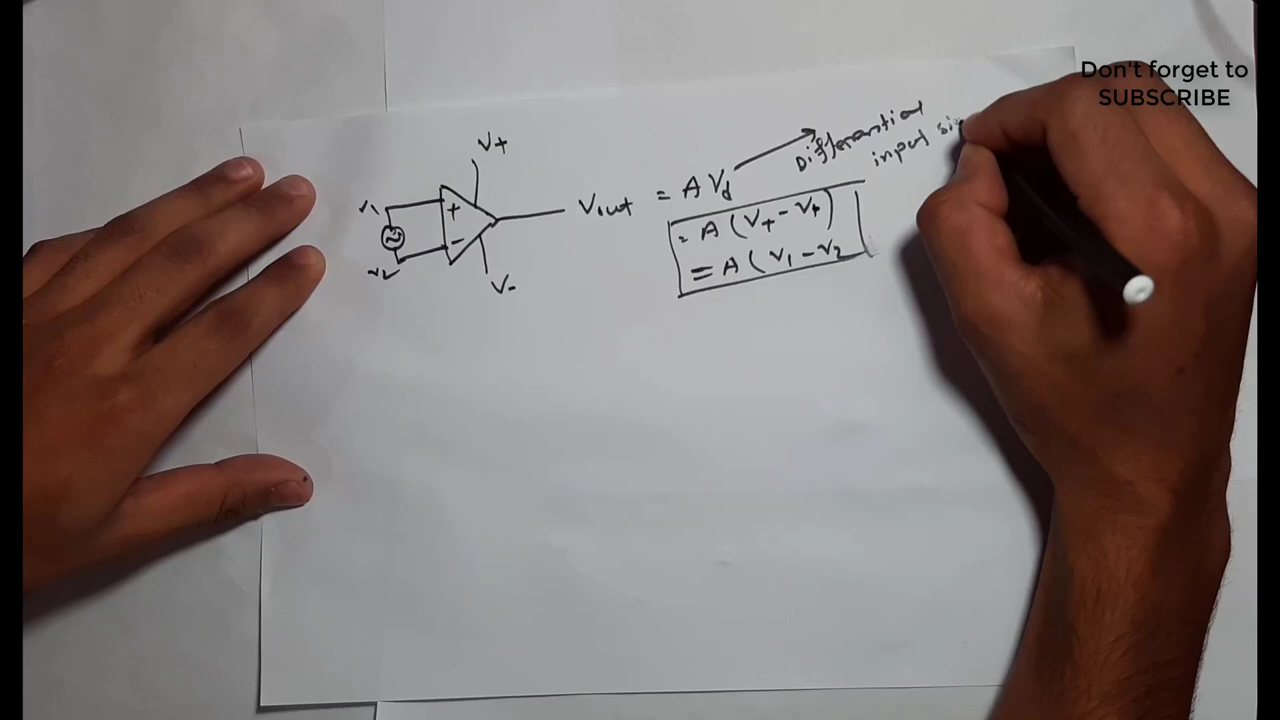 Don't forget to
SUBSCRIBE
V+
V1
V2
+
-
V-
Vout = A Vd
= A (V+ - V+)
= A (V1 - V2
Differential
input si